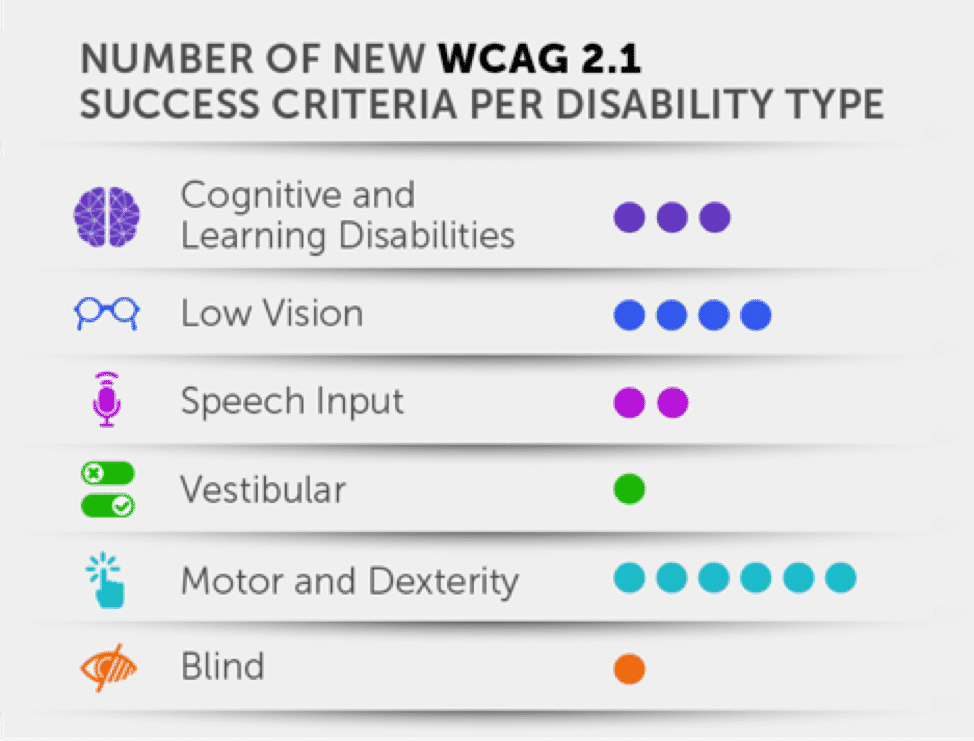 NUMBER OF NEW WCAG 2.1
SUCCESS CRITERIA PER DISABILITY TYPE
Cognitive and
Learning Disabilities
Low Vision
Speech Input
Vestibular
Motor and Dexterity
Blind